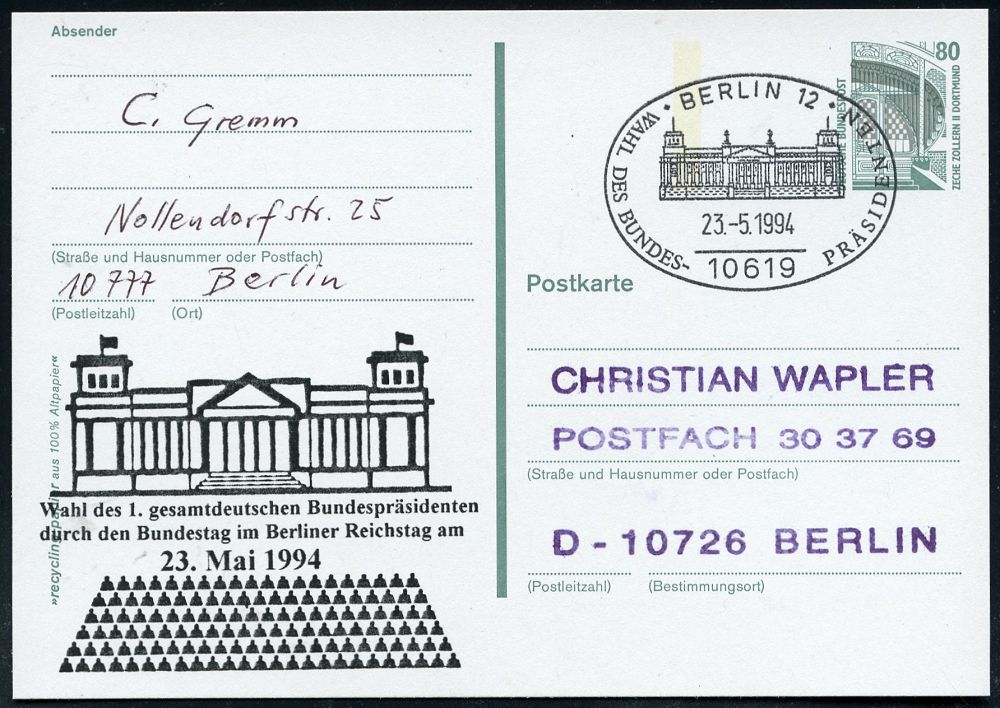 Absender
C. Gremm
Nollendorfstr. 25
(Straße und Hausnummer oder Postfach)
10777 Berlin
(Postleitzahl) (Ort)
»recyclingpapier aus 100% Altpapier«
Wahl des 1. gesamtdeutschen Bundespräsidenten
durch den Bundestag im Berliner Reichstag am
23. Mai 1994
BERLIN 12
WAHL DES BUNDES-
PRÄSIDENTEN
23.-5.1994
10619
80
BUNDESPOST
ZECHE ZOLLERN II DORTMUND
Postkarte
CHRISTIAN WAPLER
POSTFACH 30 37 69
(Straße und Hausnummer oder Postfach)
D - 10726 BERLIN
(Postleitzahl) (Bestimmungsort)